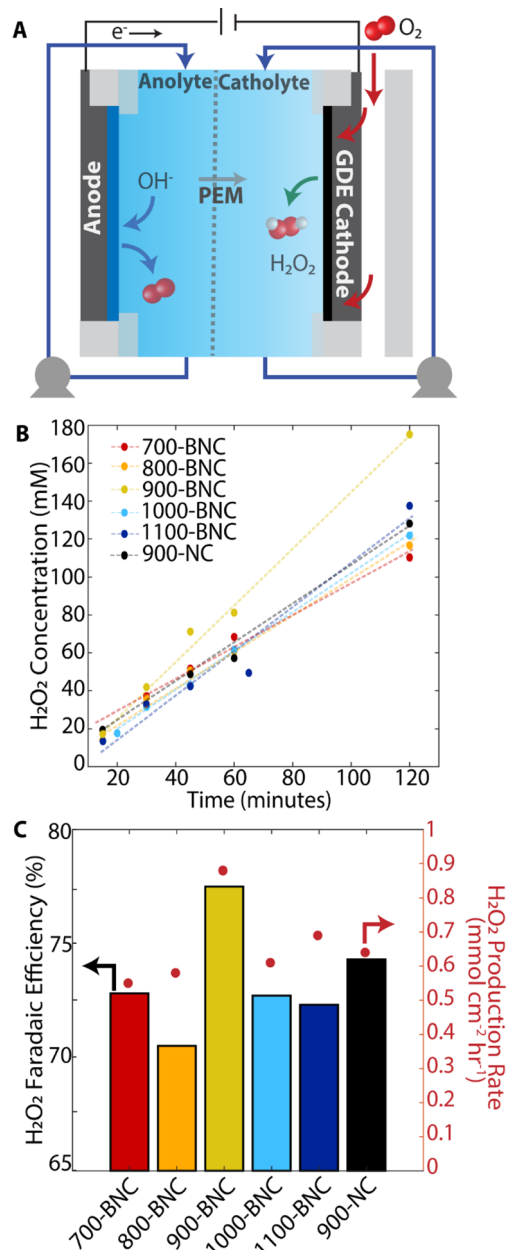 A
e⁻
O₂
Anolyte Catholyte
Anode
OH⁻
PEM
H₂O₂
GDE Cathode
B
H₂O₂ Concentration (mM)
180
160
140
120
100
80
60
40
20
0
700-BNC
800-BNC
900-BNC
1000-BNC
1100-BNC
900-NC
20
40
60
80
100
120
Time (minutes)
C
H₂O₂ Faradaic Efficiency (%)
80
75
70
65
1
0.9
0.8
0.7
0.6
0.5
0.4
0.3
0.2
0.1
0
H₂O₂ Production Rate
(mmol cm⁻² hr⁻¹)
700-BNC
800-BNC
900-BNC
1000-BNC
1100-BNC
900-NC